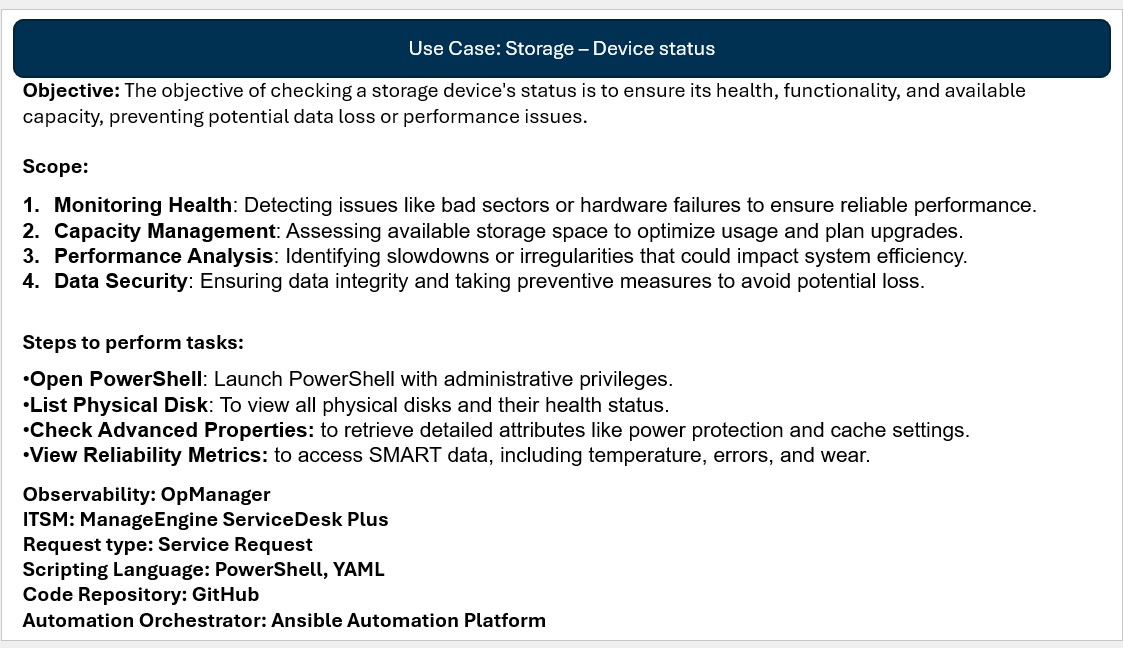 Use Case: Storage – Device status
Objective: The objective of checking a storage device's status is to ensure its health, functionality, and available
capacity, preventing potential data loss or performance issues.
Scope:
1. Monitoring Health: Detecting issues like bad sectors or hardware failures to ensure reliable performance.
2. Capacity Management: Assessing available storage space to optimize usage and plan upgrades.
3. Performance Analysis: Identifying slowdowns or irregularities that could impact system efficiency.
4. Data Security: Ensuring data integrity and taking preventive measures to avoid potential loss.
Steps to perform tasks:
•Open PowerShell: Launch PowerShell with administrative privileges.
•List Physical Disk: To view all physical disks and their health status.
•Check Advanced Properties: to retrieve detailed attributes like power protection and cache settings.
•View Reliability Metrics: to access SMART data, including temperature, errors, and wear.
Observability: OpManager
ITSM: ManageEngine ServiceDesk Plus
Request type: Service Request
Scripting Language: PowerShell, YAML
Code Repository: GitHub
Automation Orchestrator: Ansible Automation Platform